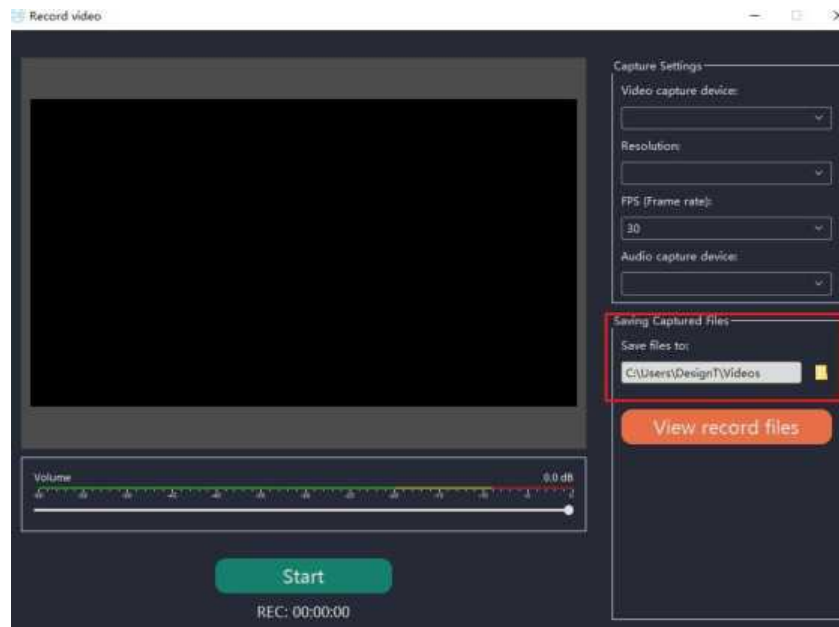 Record video
Capture Settings
Video capture device:
Resolution:
FPS (Frame rate):
30
Audio capture device:
Saving Captured Files
Save files to:
C:\Users\DesignT\Videos
View record files
Volume
0.0 dB
Start
REC: 00:00:00